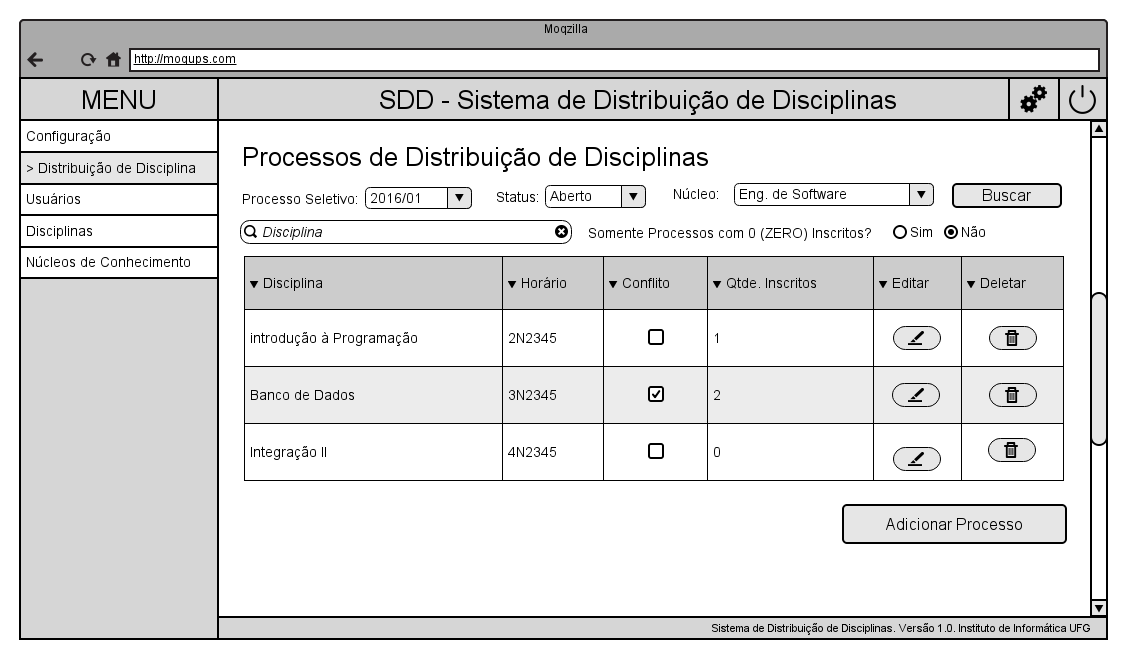 Moqzilla
http://moqups.com
MENU
SDD - Sistema de Distribuição de Disciplinas
Configuração
> Distribuição de Disciplina
Usuários
Disciplinas
Núcleos de Conhecimento
Processos de Distribuição de Disciplinas
Processo Seletivo: 2016/01 Status: Aberto Núcleo: Eng. de Software Buscar
Disciplina Somente Processos com 0 (ZERO) Inscritos? Sim Não
Disciplina Horário Conflito Qtde. Inscritos Editar Deletar
introdução à Programação 2N2345 1
Banco de Dados 3N2345 2
Integração II 4N2345 0
Adicionar Processo
Sistema de Distribuição de Disciplinas. Versão 1.0. Instituto de Informática UFG